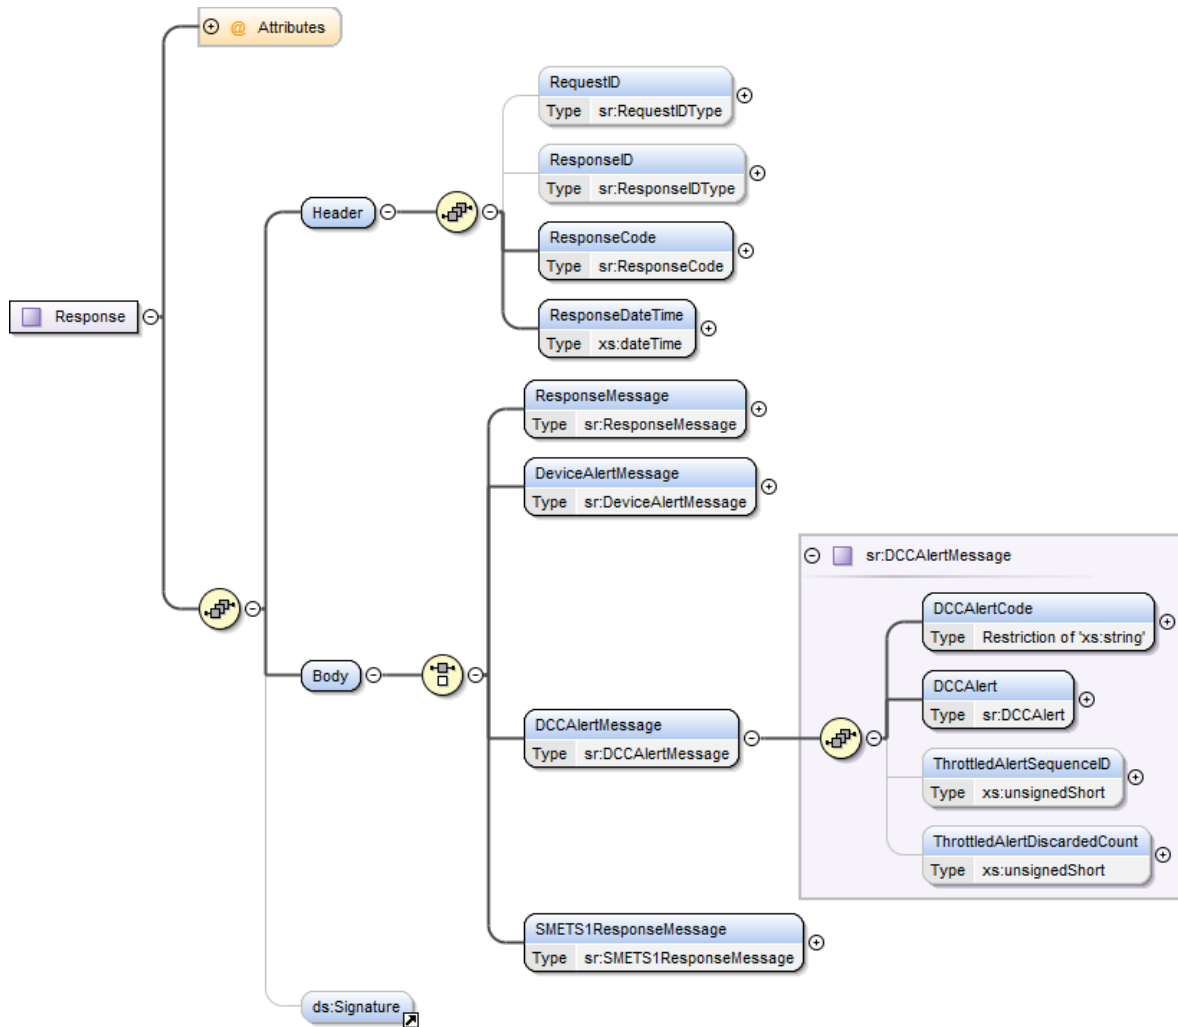 @ Attributes
RequestID
Type sr:RequestIDType
ResponseID
Type sr:ResponseIDType
Header
ResponseCode
Type sr:ResponseCode
Response
ResponseDateTime
Type xs:dateTime
ResponseMessage
Type sr:ResponseMessage
DeviceAlertMessage
Type sr:DeviceAlertMessage
sr:DCCAlertMessage
DCCAlertCode
Type Restriction of 'xs:string'
Body
DCCAlert
Type sr:DCCAlert
DCCAlertMessage
Type sr:DCCAlertMessage
ThrottledAlertSequenceID
Type xs:unsignedShort
ThrottledAlertDiscardedCount
Type xs:unsignedShort
SMETS1ResponseMessage
Type sr:SMETS1ResponseMessage
ds:Signature